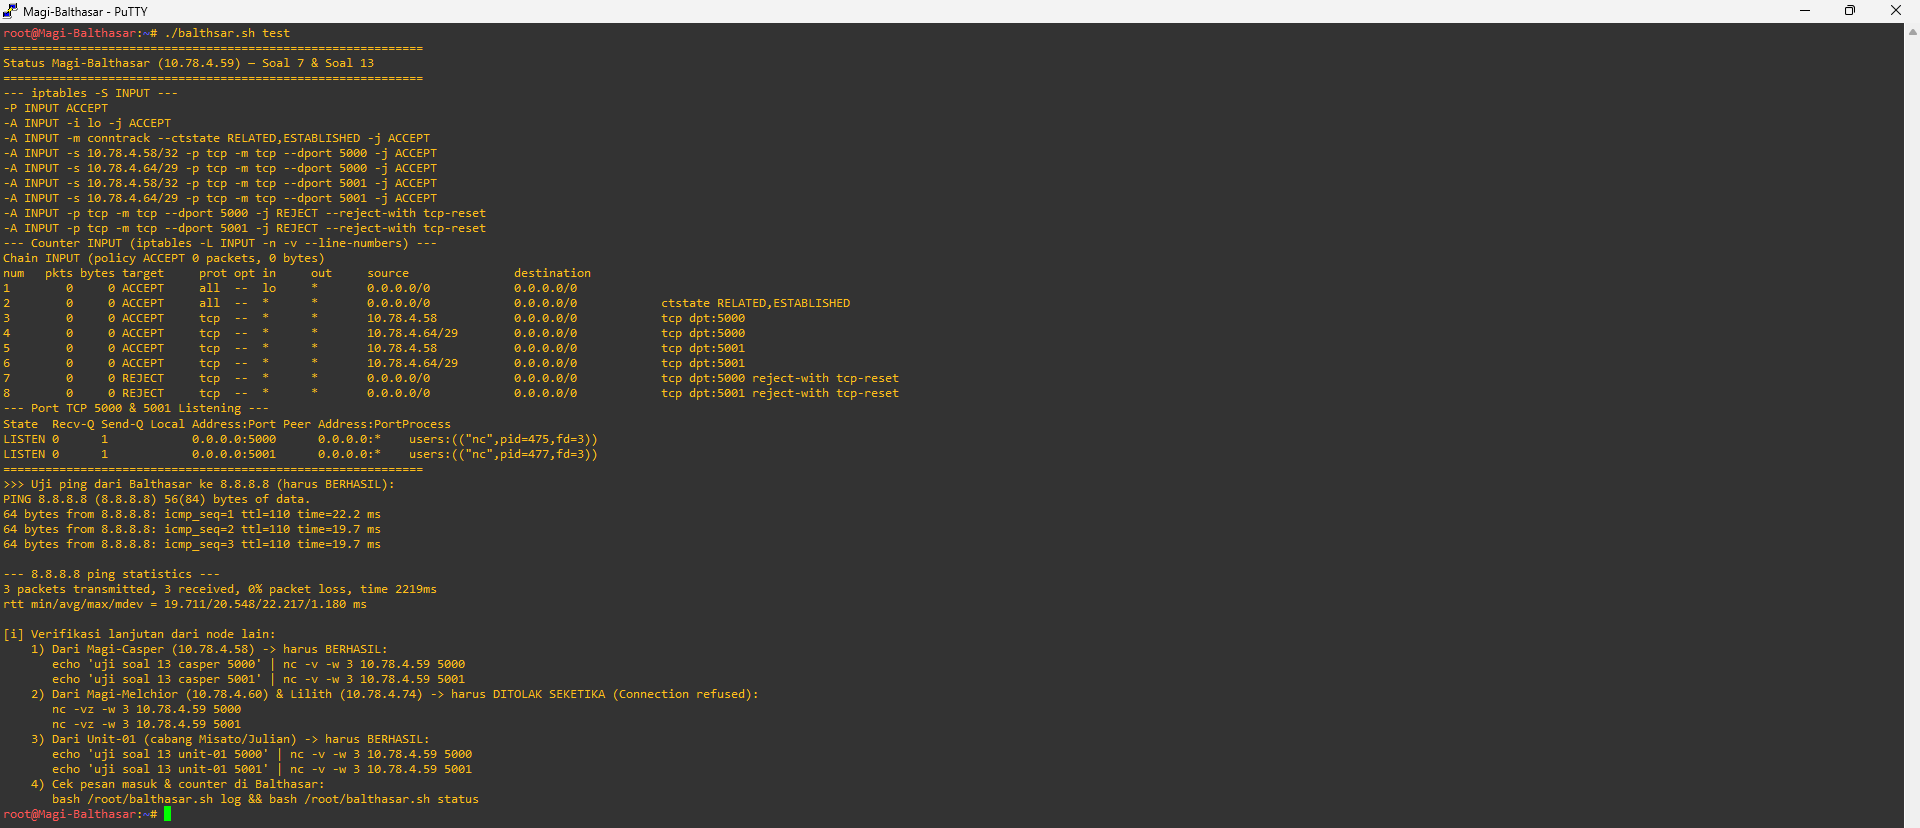 Magi-Balthasar - PuTTY
root@Magi-Balthasar:~# ./balthsar.sh test
============================================================
Status Magi-Balthasar (10.78.4.59) — Soal 7 & Soal 13
============================================================
--- iptables -S INPUT ---
-P INPUT ACCEPT
-A INPUT -i lo -j ACCEPT
-A INPUT -m conntrack --ctstate RELATED,ESTABLISHED -j ACCEPT
-A INPUT -s 10.78.4.58/32 -p tcp -m tcp --dport 5000 -j ACCEPT
-A INPUT -s 10.78.4.64/29 -p tcp -m tcp --dport 5000 -j ACCEPT
-A INPUT -s 10.78.4.58/32 -p tcp -m tcp --dport 5001 -j ACCEPT
-A INPUT -s 10.78.4.64/29 -p tcp -m tcp --dport 5001 -j ACCEPT
-A INPUT -p tcp -m tcp --dport 5000 -j REJECT --reject-with tcp-reset
-A INPUT -p tcp -m tcp --dport 5001 -j REJECT --reject-with tcp-reset
--- Counter INPUT (iptables -L INPUT -n -v --line-numbers) ---
Chain INPUT (policy ACCEPT 0 packets, 0 bytes)
num   pkts bytes target     prot opt in     out     source               destination
1        0     0 ACCEPT     all  --  lo     *       0.0.0.0/0            0.0.0.0/0
2        0     0 ACCEPT     all  --  *      *       0.0.0.0/0            0.0.0.0/0            ctstate RELATED,ESTABLISHED
3        0     0 ACCEPT     tcp  --  *      *       10.78.4.58           0.0.0.0/0            tcp dpt:5000
4        0     0 ACCEPT     tcp  --  *      *       10.78.4.64/29        0.0.0.0/0            tcp dpt:5000
5        0     0 ACCEPT     tcp  --  *      *       10.78.4.58           0.0.0.0/0            tcp dpt:5001
6        0     0 ACCEPT     tcp  --  *      *       10.78.4.64/29        0.0.0.0/0            tcp dpt:5001
7        0     0 REJECT     tcp  --  *      *       0.0.0.0/0            0.0.0.0/0            tcp dpt:5000 reject-with tcp-reset
8        0     0 REJECT     tcp  --  *      *       0.0.0.0/0            0.0.0.0/0            tcp dpt:5001 reject-with tcp-reset
--- Port TCP 5000 & 5001 Listening ---
State  Recv-Q Send-Q Local Address:Port Peer Address:PortProcess
LISTEN 0      1            0.0.0.0:5000      0.0.0.0:*    users:(("nc",pid=475,fd=3))
LISTEN 0      1            0.0.0.0:5001      0.0.0.0:*    users:(("nc",pid=477,fd=3))
============================================================
>>> Uji ping dari Balthasar ke 8.8.8.8 (harus BERHASIL):
PING 8.8.8.8 (8.8.8.8) 56(84) bytes of data.
64 bytes from 8.8.8.8: icmp_seq=1 ttl=110 time=22.2 ms
64 bytes from 8.8.8.8: icmp_seq=2 ttl=110 time=19.7 ms
64 bytes from 8.8.8.8: icmp_seq=3 ttl=110 time=19.7 ms
--- 8.8.8.8 ping statistics ---
3 packets transmitted, 3 received, 0% packet loss, time 2219ms
rtt min/avg/max/mdev = 19.711/20.548/22.217/1.180 ms
[i] Verifikasi lanjutan dari node lain:
    1) Dari Magi-Casper (10.78.4.58) -> harus BERHASIL:
       echo 'uji soal 13 casper 5000' | nc -v -w 3 10.78.4.59 5000
       echo 'uji soal 13 casper 5001' | nc -v -w 3 10.78.4.59 5001
    2) Dari Magi-Melchior (10.78.4.60) & Lilith (10.78.4.74) -> harus DITOLAK SEKETIKA (Connection refused):
       nc -vz -w 3 10.78.4.59 5000
       nc -vz -w 3 10.78.4.59 5001
    3) Dari Unit-01 (cabang Misato/Julian) -> harus BERHASIL:
       echo 'uji soal 13 unit-01 5000' | nc -v -w 3 10.78.4.59 5000
       echo 'uji soal 13 unit-01 5001' | nc -v -w 3 10.78.4.59 5001
    4) Cek pesan masuk & counter di Balthasar:
       bash /root/balthasar.sh log && bash /root/balthasar.sh status
root@Magi-Balthasar:~#